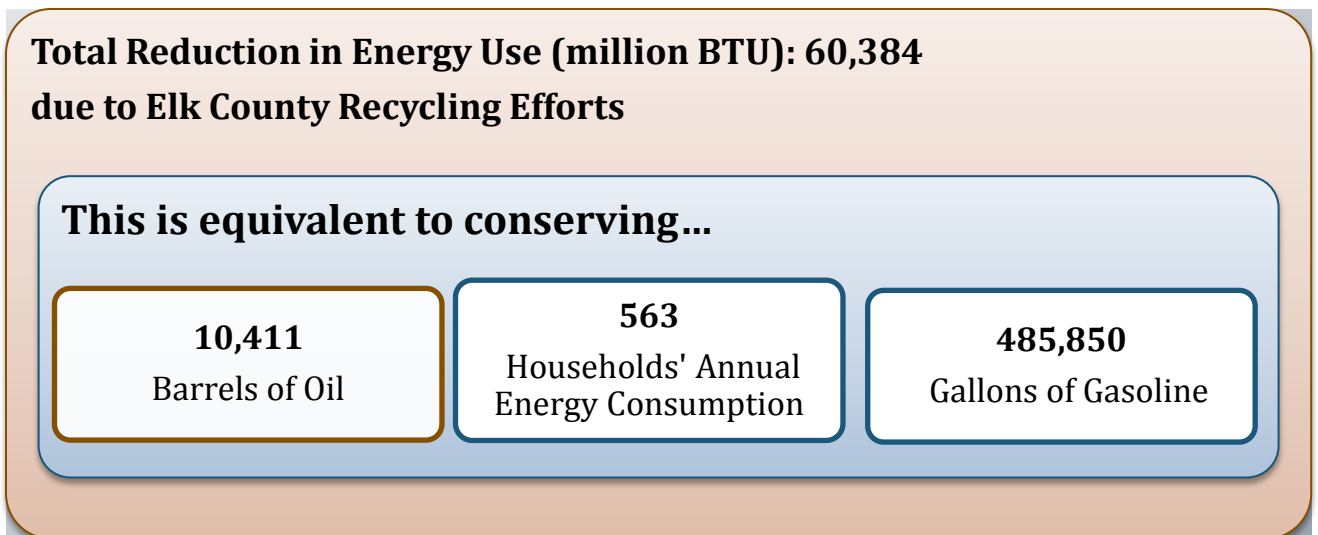 Total Reduction in Energy Use (million BTU): 60,384
due to Elk County Recycling Efforts
This is equivalent to conserving…
10,411
Barrels of Oil
563
Households' Annual
Energy Consumption
485,850
Gallons of Gasoline